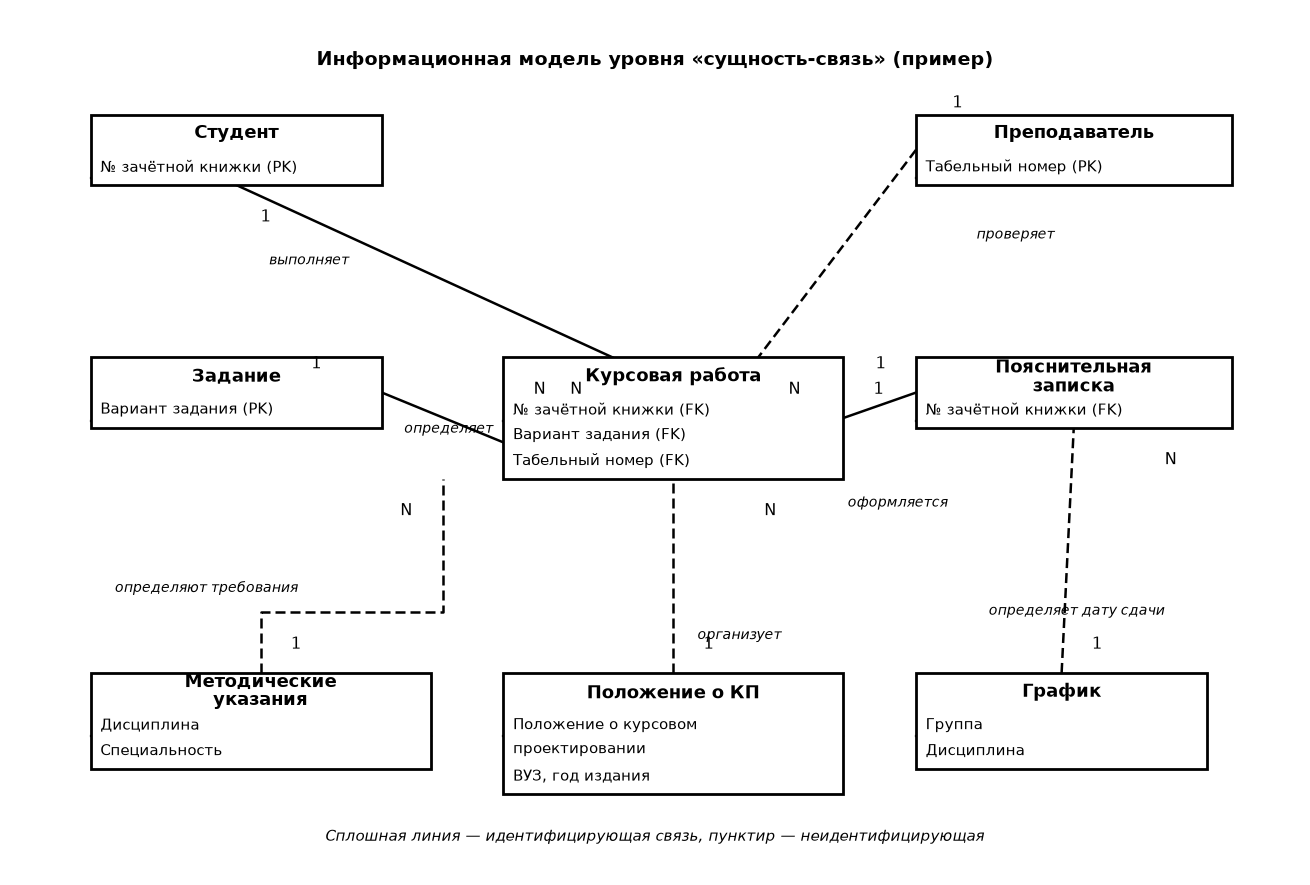 Информационная модель уровня «сущность-связь» (пример)
1
Студент
№ зачётной книжки (PK)
Преподаватель
Табельный номер (PK)
1
выполняет
проверяет
1
Задание
Вариант задания (PK)
определяет
N N Курсовая работа N
№ зачётной книжки (FK)
Вариант задания (FK)
Табельный номер (FK)
1
1
Пояснительная
записка
№ зачётной книжки (FK)
N
оформляется
N
N
определяют требования
определяет дату сдачи
организует
1
1
1
Методические
указания
Дисциплина
Специальность
Положение о КП
Положение о курсовом
проектировании
ВУЗ, год издания
График
Группа
Дисциплина
Сплошная линия — идентифицирующая связь, пунктир — неидентифицирующая